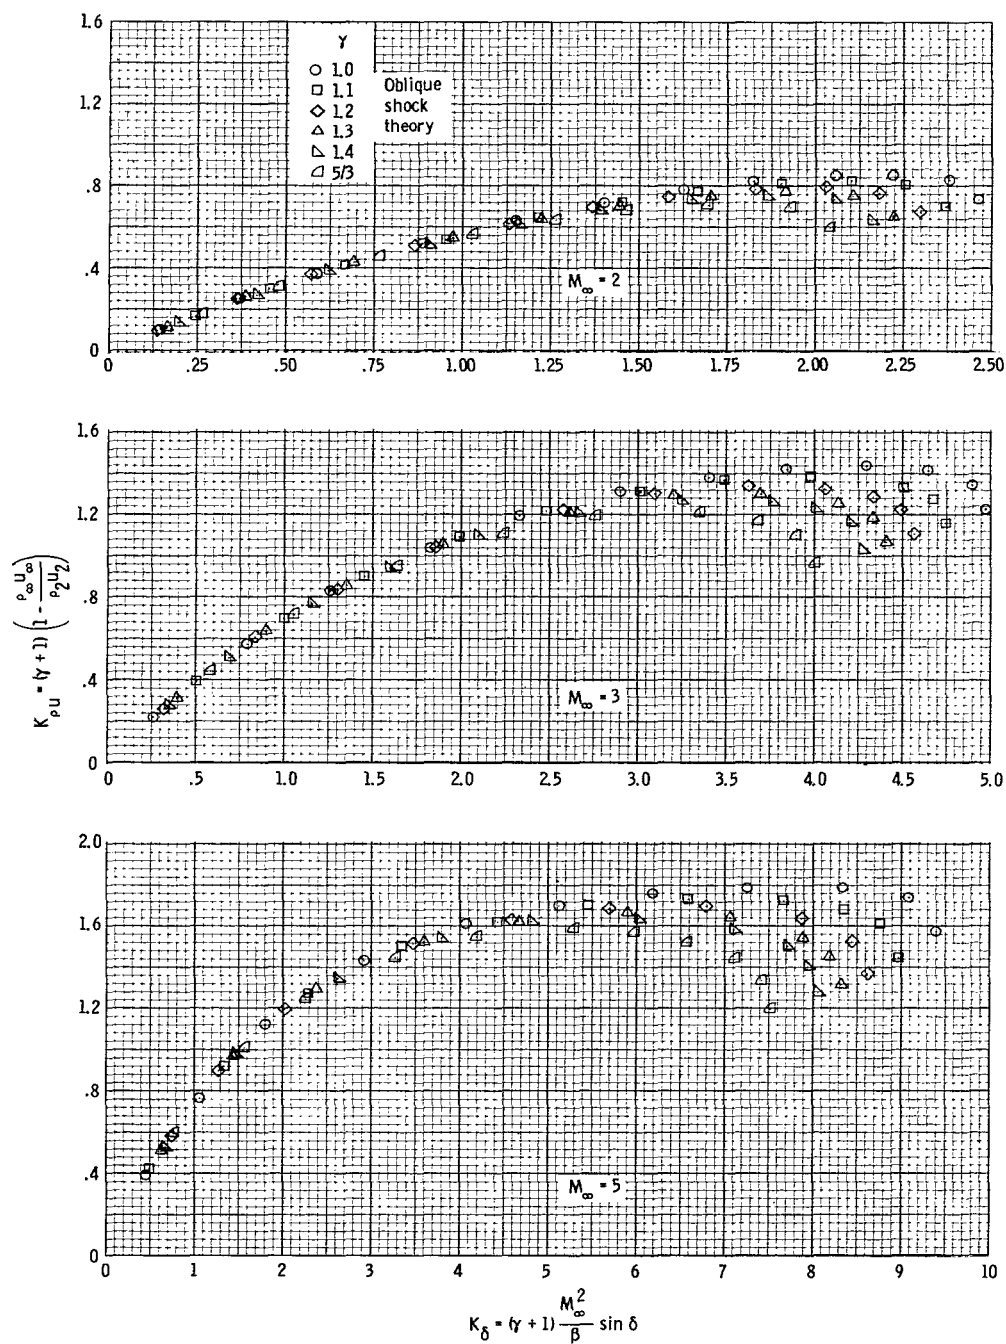 1.6
1.2
.8
.4
0
γ
○ 1.0
□ 1.1
◇ 1.2
△ 1.3
◺ 1.4
5/3
Oblique
shock
theory
M∞ = 2
0 .25 .50 .75 1.00 1.25 1.50 1.75 2.00 2.25 2.50
K_ρu = (γ + 1) (1 - ρ∞u∞/ρ2u2)
1.6
1.2
.8
.4
0
M∞ = 3
0 .5 1.0 1.5 2.0 2.5 3.0 3.5 4.0 4.5 5.0
2.0
1.6
1.2
.8
.4
0
M∞ = 5
0 1 2 3 4 5 6 7 8 9 10
K_δ = (γ + 1) M∞²/β sin δ